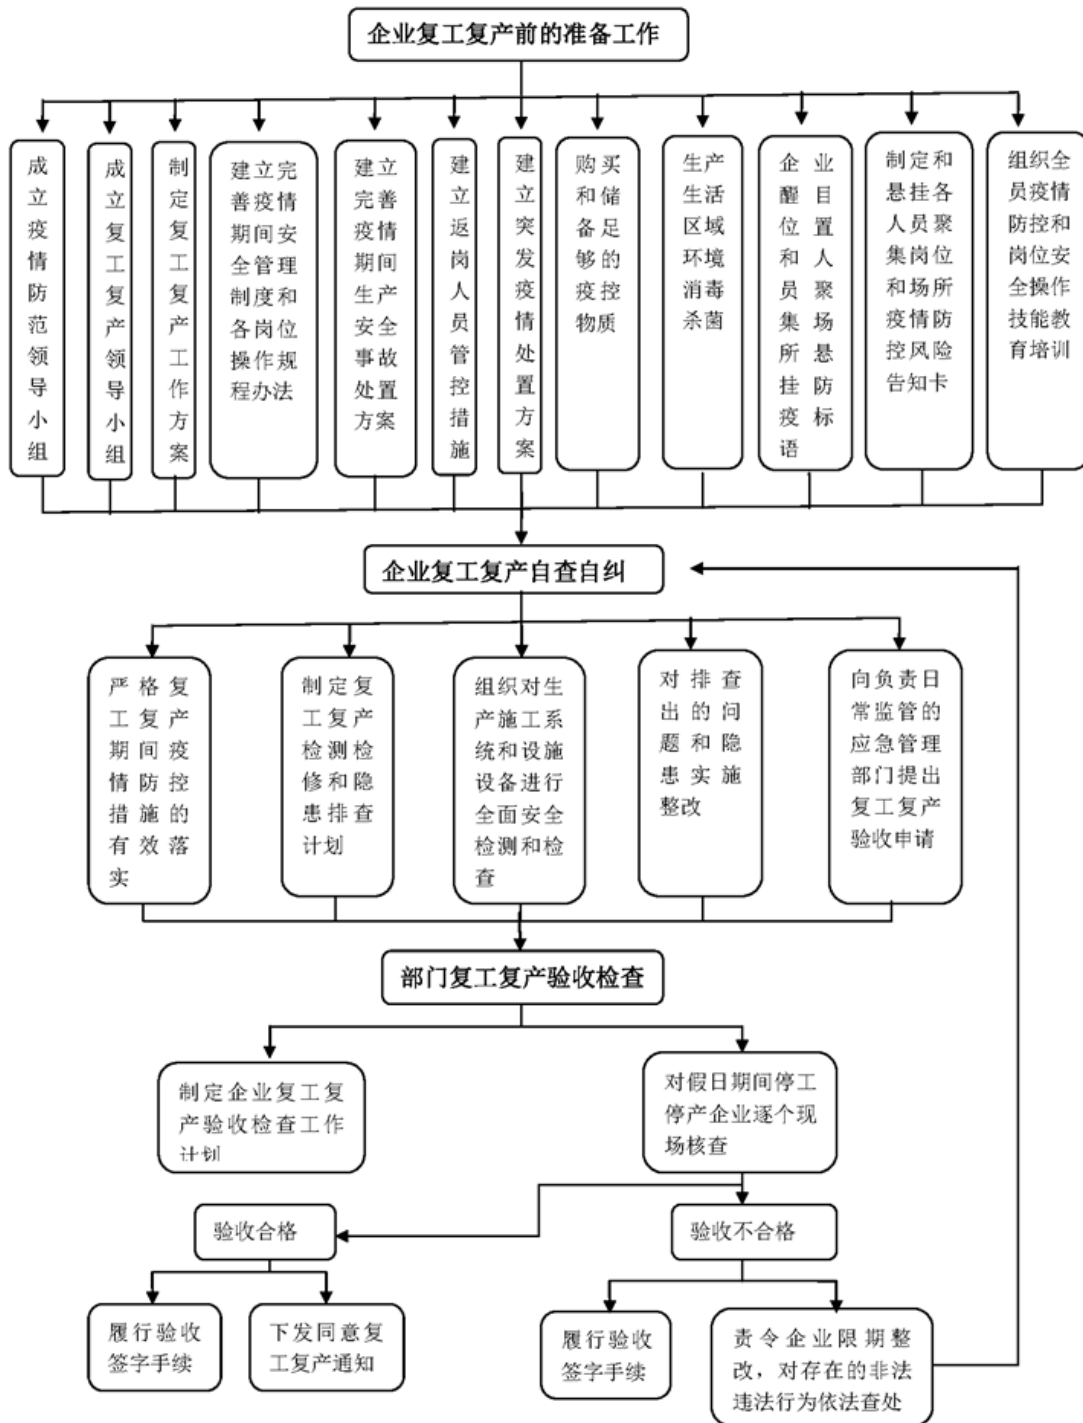 企业复工复产前的准备工作
成
立
疫
情
防
范
领
导
小
组
成
立
复
工
复
产
领
导
小
组
制
定
复
工
复
产
工
作
方
案
建立完
善疫情
期间安
全管理
制度和
各岗位
操作规
程办法
建立
完善
疫情
期间
生产
安全
事故
处置
方案
建
立
返
岗
人
员
管
控
措
施
建
立
突
发
疫
情
处
置
方
案
购买
和储
备足
够的
疫控
物质
生产
生活
区域
环境
消毒
杀菌
企业
醒目
位置
和人
员聚
集场
所悬
挂防
疫标
语
制定和
悬挂各
人员聚
集岗位
和场所
疫情防
控风险
告知卡
组织全
员疫情
防控和
岗位安
全操作
技能教
育培训
企业复工复产自查自纠
严格复
工复产
期间疫
情防控
措施的
有效落
实
制定复
工复产
检测检
修和隐
患排查
计划
组织对生
产施工系
统和设施
设备进行
全面安全
检测和检
查
对排查
出的问
题和隐
患实施
整改
向负责日
常监管的
应急管理
部门提出
复工复产
验收申请
部门复工复产验收检查
制定企业复工复
产验收检查工作
计划
对假日期间停工
停产企业逐个现
场核查
验收合格
验收不合格
履行验收
签字手续
下发同意复
工复产通知
履行验收
签字手续
责令企业限期整
改，对存在的非法
违法行为依法查处